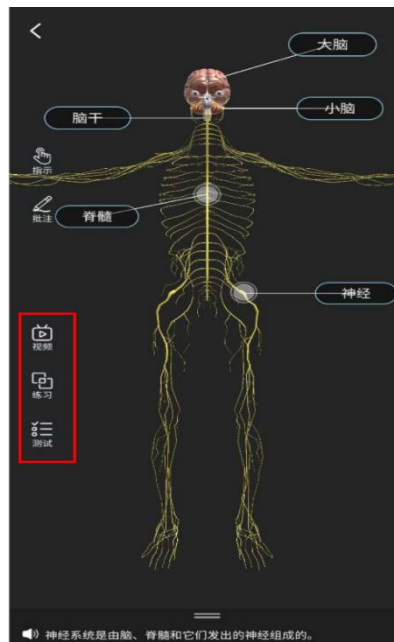 大脑
小脑
脑干
指示
批注
脊髓
神经
视频
练习
测试
神经系统是由脑、脊髓和它们发出的神经组成的。